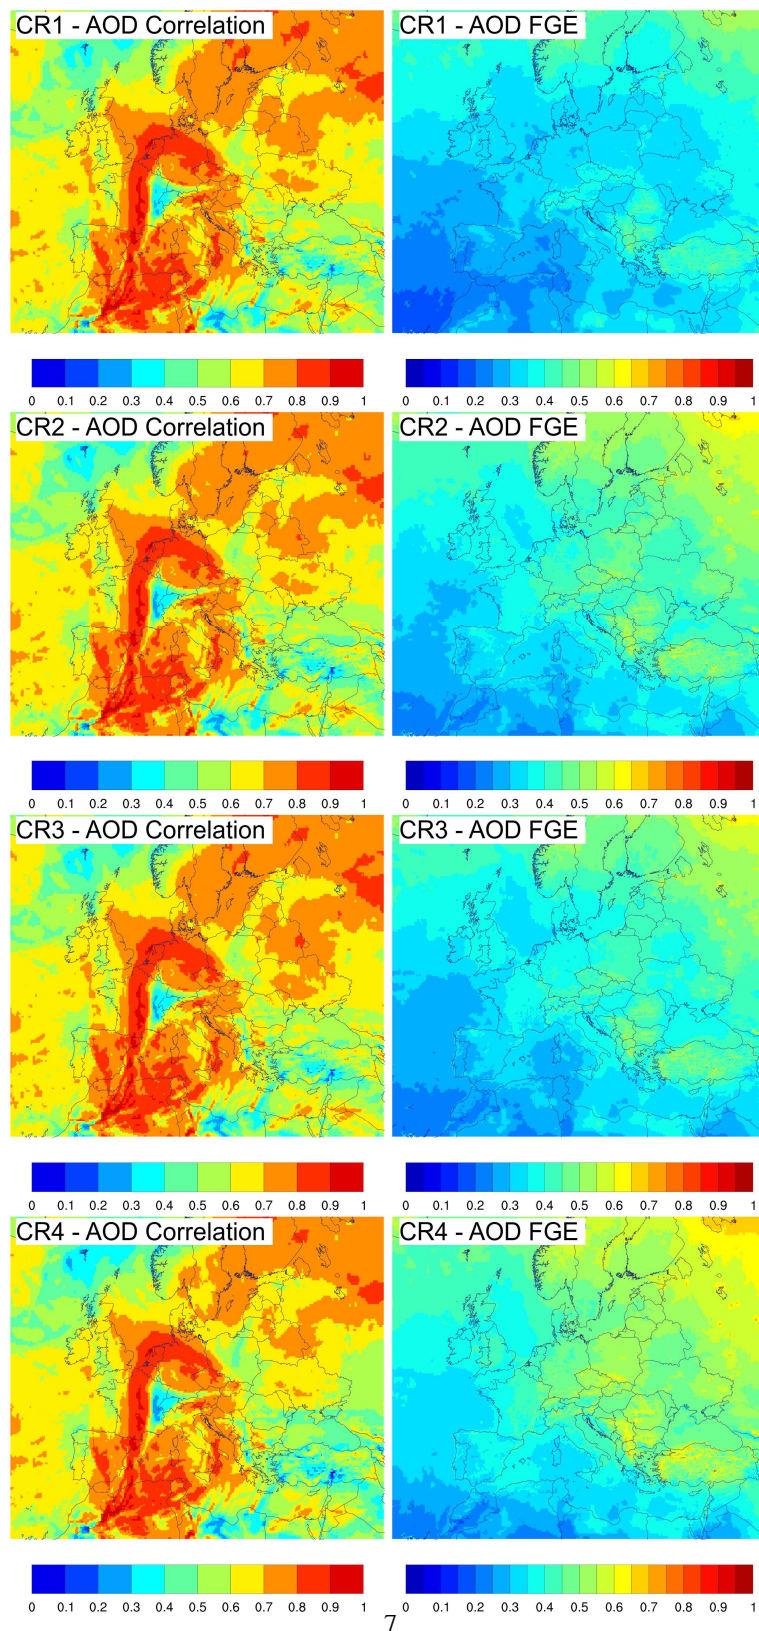 CR1 - AOD Correlation CR1 - AOD FGE
0 0.1 0.2 0.3 0.4 0.5 0.6 0.7 0.8 0.9 1 0 0.1 0.2 0.3 0.4 0.5 0.6 0.7 0.8 0.9 1
CR2 - AOD Correlation CR2 - AOD FGE
0 0.1 0.2 0.3 0.4 0.5 0.6 0.7 0.8 0.9 1 0 0.1 0.2 0.3 0.4 0.5 0.6 0.7 0.8 0.9 1
CR3 - AOD Correlation CR3 - AOD FGE
0 0.1 0.2 0.3 0.4 0.5 0.6 0.7 0.8 0.9 1 0 0.1 0.2 0.3 0.4 0.5 0.6 0.7 0.8 0.9 1
CR4 - AOD Correlation CR4 - AOD FGE
0 0.1 0.2 0.3 0.4 0.5 0.6 0.7 0.8 0.9 1 0 0.1 0.2 0.3 0.4 0.5 0.6 0.7 0.8 0.9 1
7